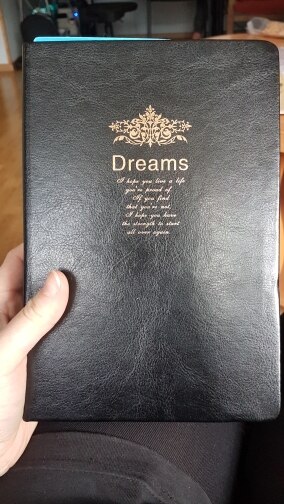 Dreams
I hope you live a life
you're proud of.
If you find
that you're not,
I hope you have
the strength to start
all over again.